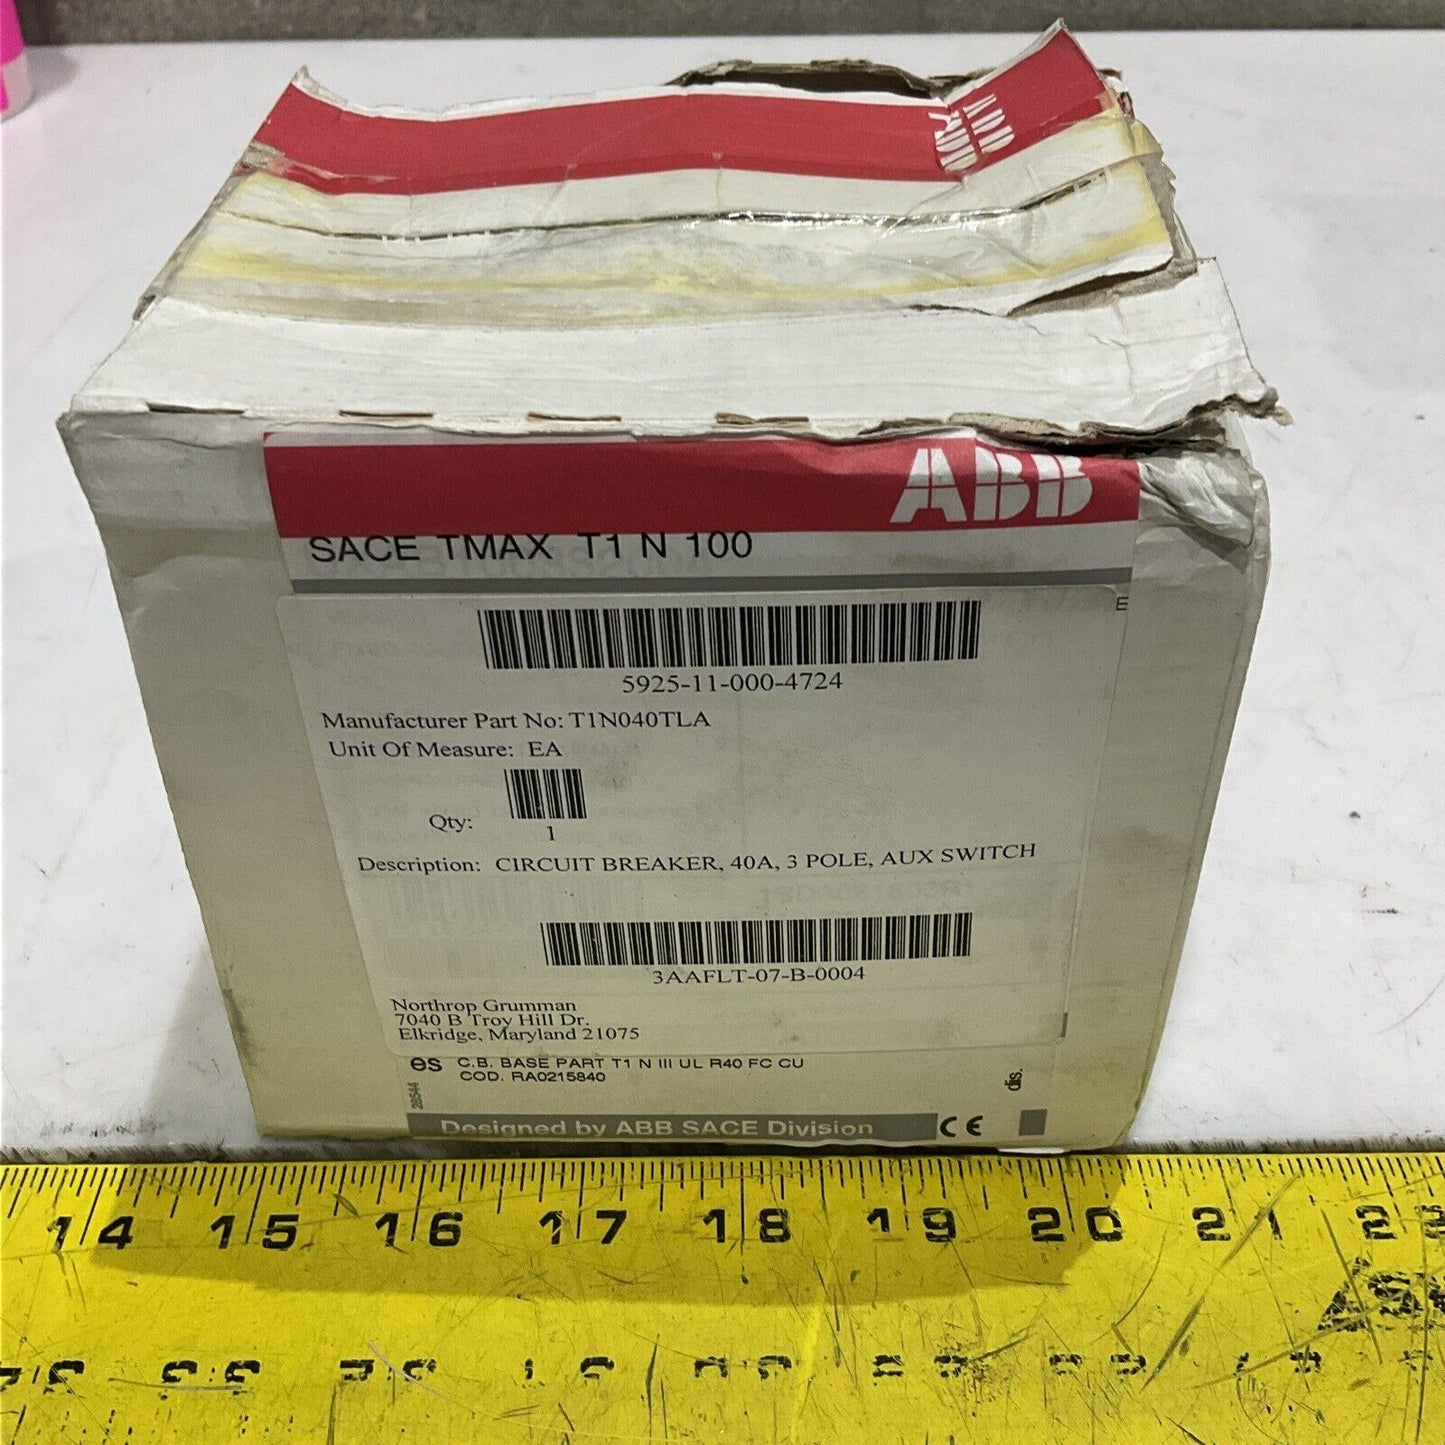 ABB
ABB
SACE TMAX T1 N 100
E
5925-11-000-4724
Manufacturer Part No: T1N040TLA
Unit Of Measure: EA
Qty:
1
Description: CIRCUIT BREAKER, 40A, 3 POLE, AUX SWITCH
3AAFLT-07-B-0004
Northrop Grumman
7040 B Troy Hill Dr.
Elkridge, Maryland 21075
es C.B. BASE PART T1 N III UL R40 FC CU
COD. RA0215840
dis.
28544
Designed by ABB SACE Division CE
14 15 16 17 18 19 20 21